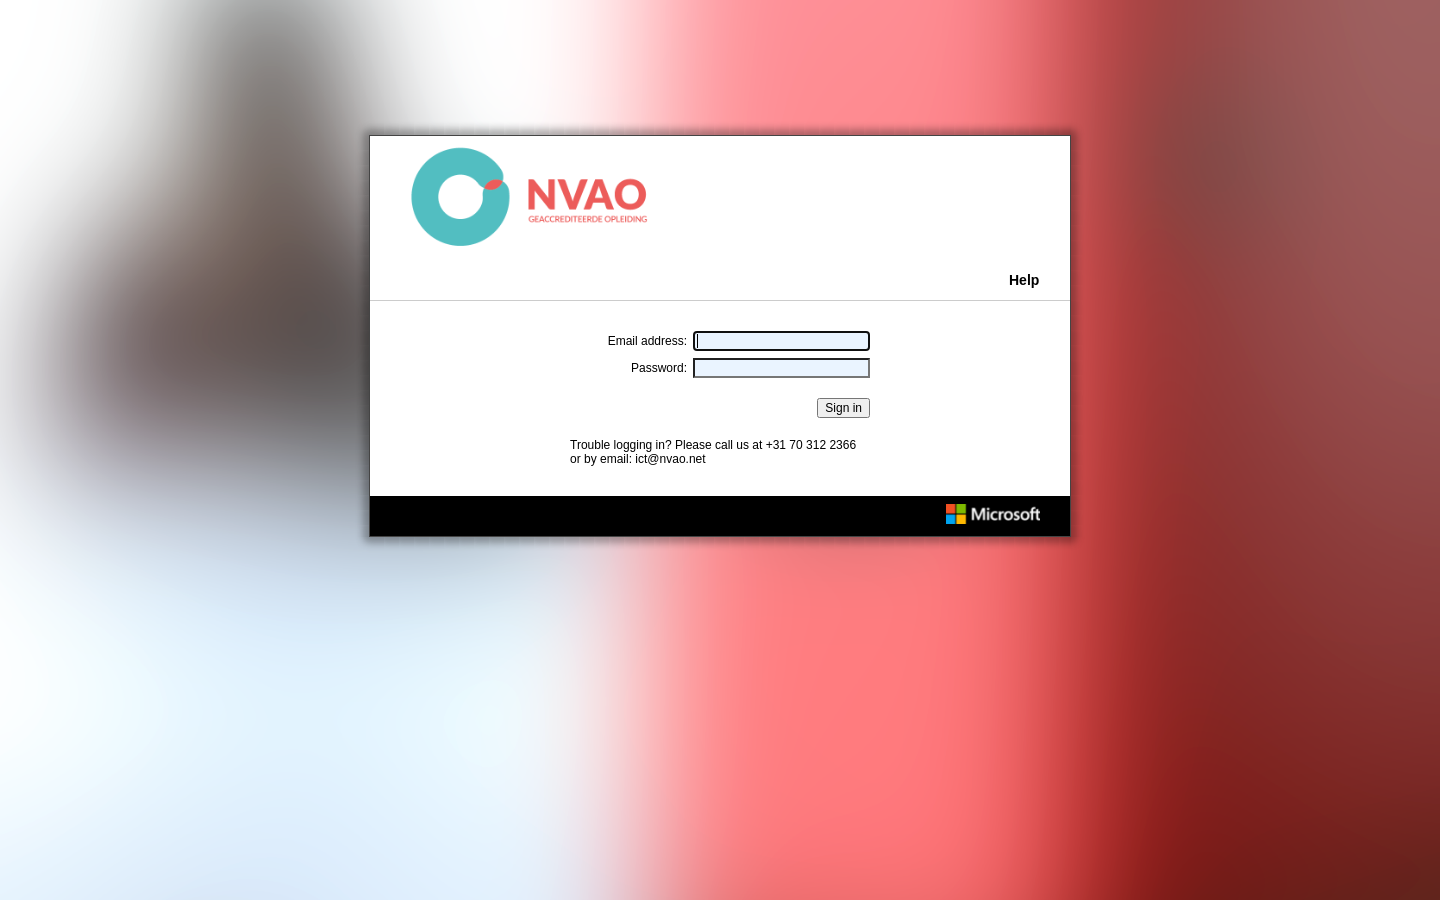 NVAO
GEACCREDITEERDE OPLEIDING
Help
Email address:
Password:
Sign in
Trouble logging in? Please call us at +31 70 312 2366
or by email: ict@nvao.net
Microsoft